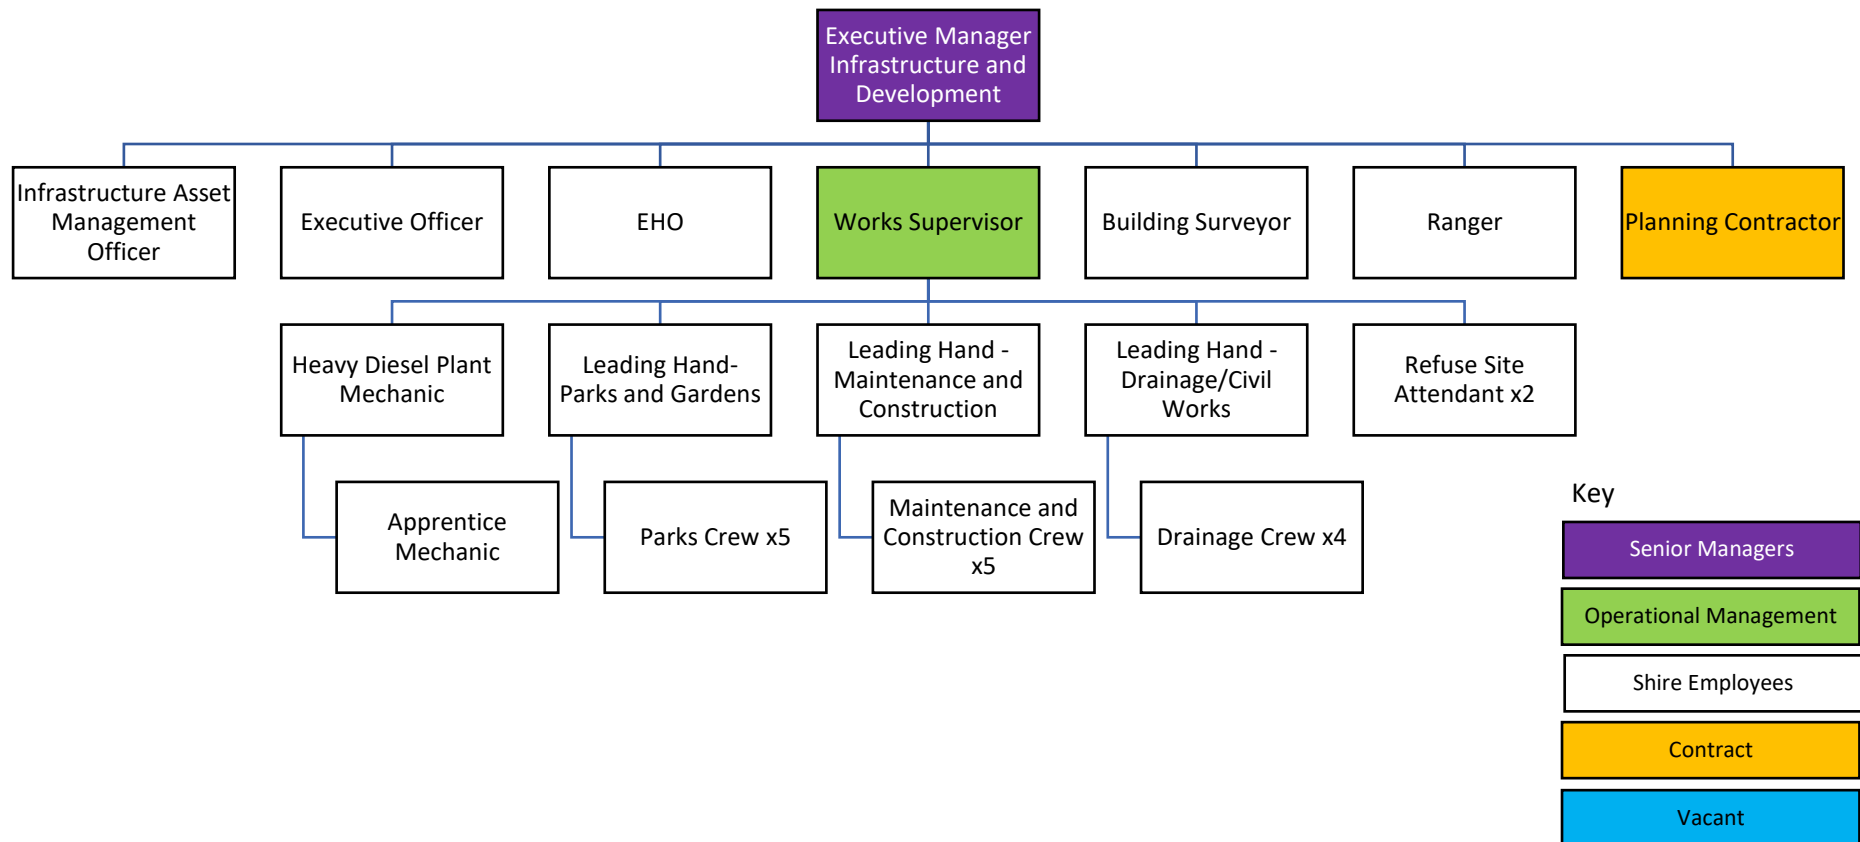 Executive Manager
Infrastructure and
Development
Infrastructure Asset
Management
Officer
Executive Officer
EHO
Works Supervisor
Building Surveyor
Ranger
Planning Contractor
Heavy Diesel Plant
Mechanic
Leading Hand-
Parks and Gardens
Leading Hand -
Maintenance and
Construction
Leading Hand -
Drainage/Civil
Works
Refuse Site
Attendant x2
Apprentice
Mechanic
Parks Crew x5
Maintenance and
Construction Crew
x5
Drainage Crew x4
Key
Senior Managers
Operational Management
Shire Employees
Contract
Vacant